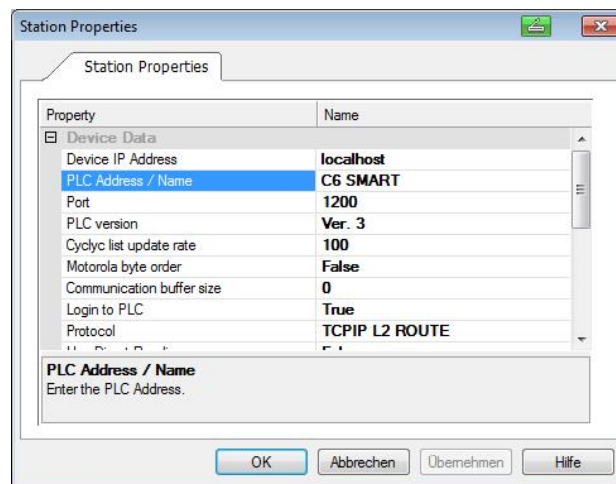 Station Properties
Station Properties
Property Name
Device Data
Device IP Address localhost
PLC Address / Name C6 SMART
Port 1200
PLC version Ver. 3
Cyclyc list update rate 100
Motorola byte order False
Communication buffer size 0
Login to PLC True
Protocol TCPIP L2 ROUTE
PLC Address / Name
Enter the PLC Address.
OK Abbrechen Übernehmen Hilfe